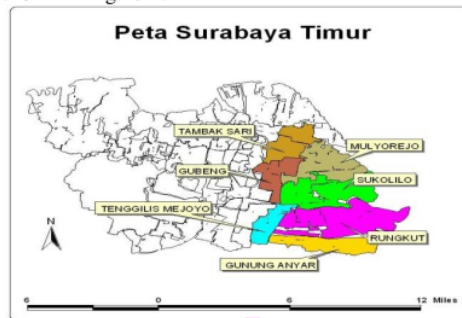 Peta Surabaya Timur
TAMBAK SARI
MULYOREJO
GUBENG
SUKOLILO
TENGGILIS MEJOYO
RUNGKUT
GUNUNG ANYAR
N
6 0 6 12 Miles